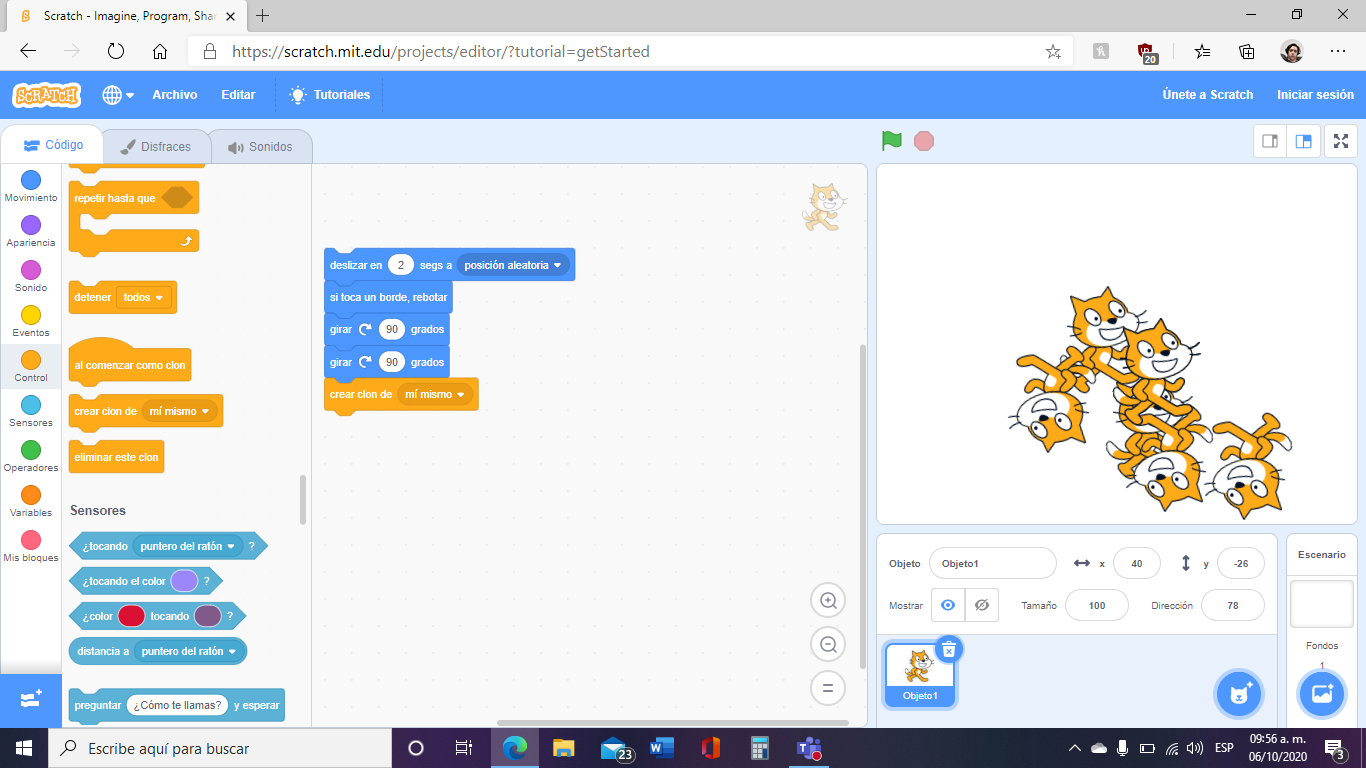 Scratch - Imagine, Program, Shar
https://scratch.mit.edu/projects/editor/?tutorial=getStarted
20
SCRATCH
Archivo
Editar
Tutoriales
Únete a Scratch
Iniciar sesión
Código
Disfraces
Sonidos
Movimiento
Apariencia
Sonido
Eventos
Control
Sensores
Operadores
Variables
Mis bloques
repetir hasta que
detener todos
al comenzar como clon
crear clon de mí mismo
eliminar este clon
Sensores
¿tocando puntero del ratón ?
¿tocando el color ?
¿color tocando ?
distancia a puntero del ratón
preguntar ¿Cómo te llamas? y esperar
deslizar en 2 segs a posición aleatoria
si toca un borde, rebotar
girar 90 grados
girar 90 grados
crear clon de mí mismo
Objeto Objeto1 x 40 y -26
Mostrar Tamaño 100 Dirección 78
Objeto1
Escenario
Fondos
1
Escribe aquí para buscar
23
ESP
09:56 a. m.
06/10/2020
3